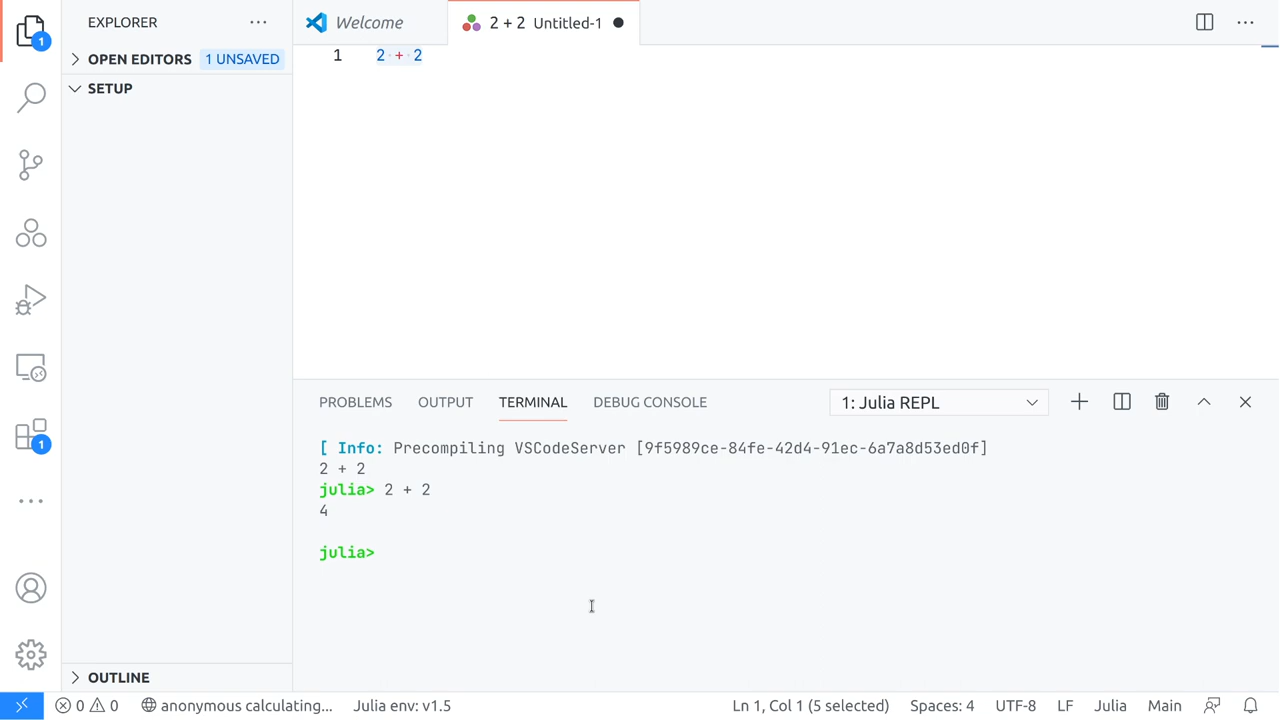 EXPLORER
Welcome
2 + 2 Untitled-1
OPEN EDITORS 1 UNSAVED
SETUP
1
1 2 + 2
PROBLEMS OUTPUT TERMINAL DEBUG CONSOLE 1: Julia REPL
[ Info: Precompiling VSCodeServer [9f5989ce-84fe-42d4-91ec-6a7a8d53ed0f]
2 + 2
julia> 2 + 2
4
julia>
1
OUTLINE
0 0 anonymous calculating... Julia env: v1.5 Ln 1, Col 1 (5 selected) Spaces: 4 UTF-8 LF Julia Main